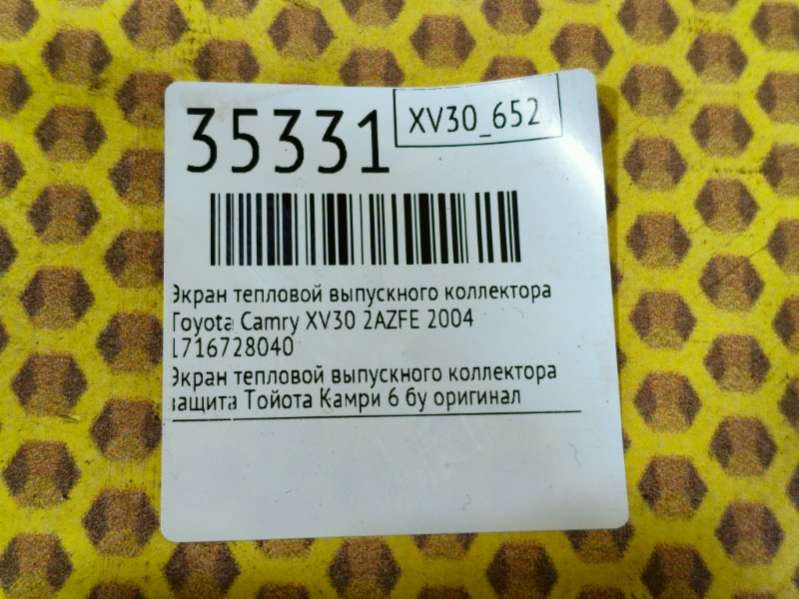 35331
XV30_652
Экран тепловой выпускного коллектора
Toyota Camry XV30 2AZFE 2004
1716728040
Экран тепловой выпускного коллектора
защита Тойота Камри 6 бу оригинал